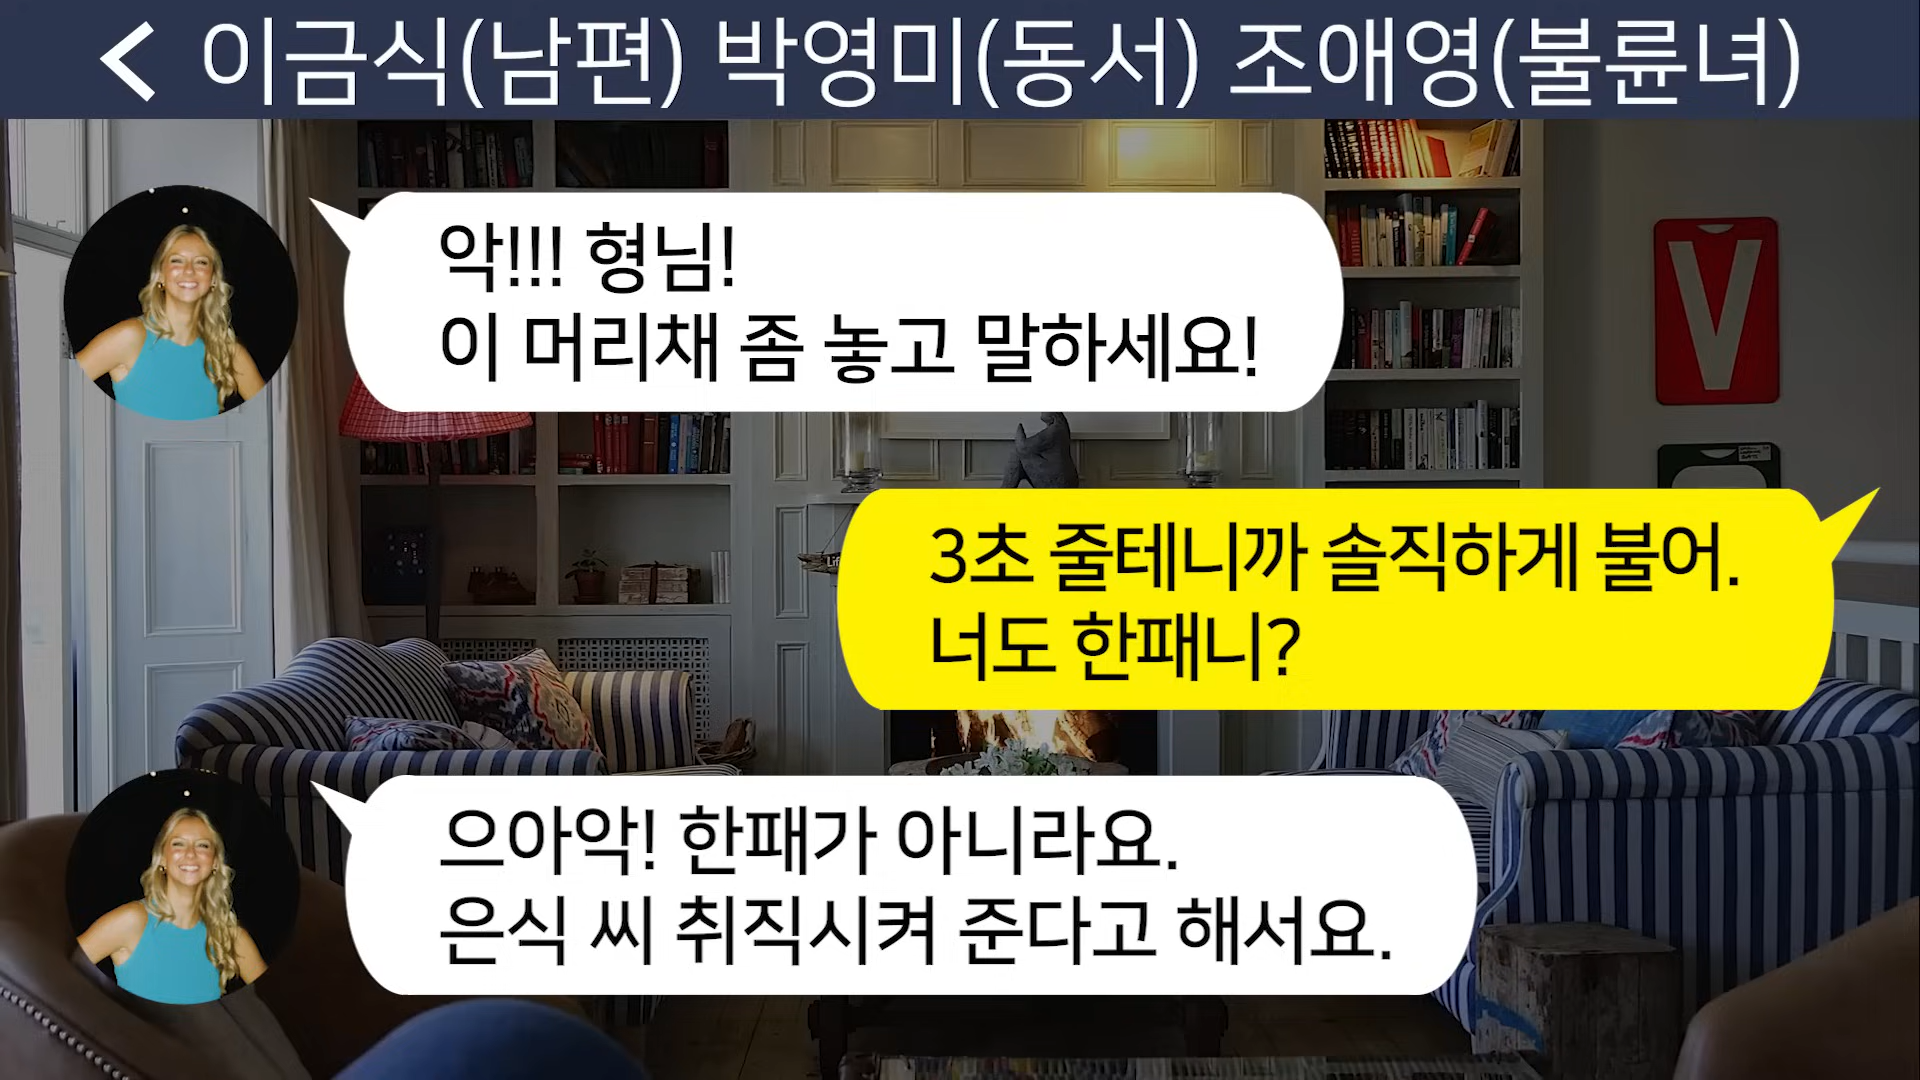 이금식(남편) 박영미(동서) 조애영(불륜녀)
악!!! 형님!
이 머리채 좀 놓고 말하세요!
V
3초 줄테니까 솔직하게 불어.
너도 한패니?
으아악! 한패가 아니라요.
은식 씨 취직시켜 준다고 해서요.